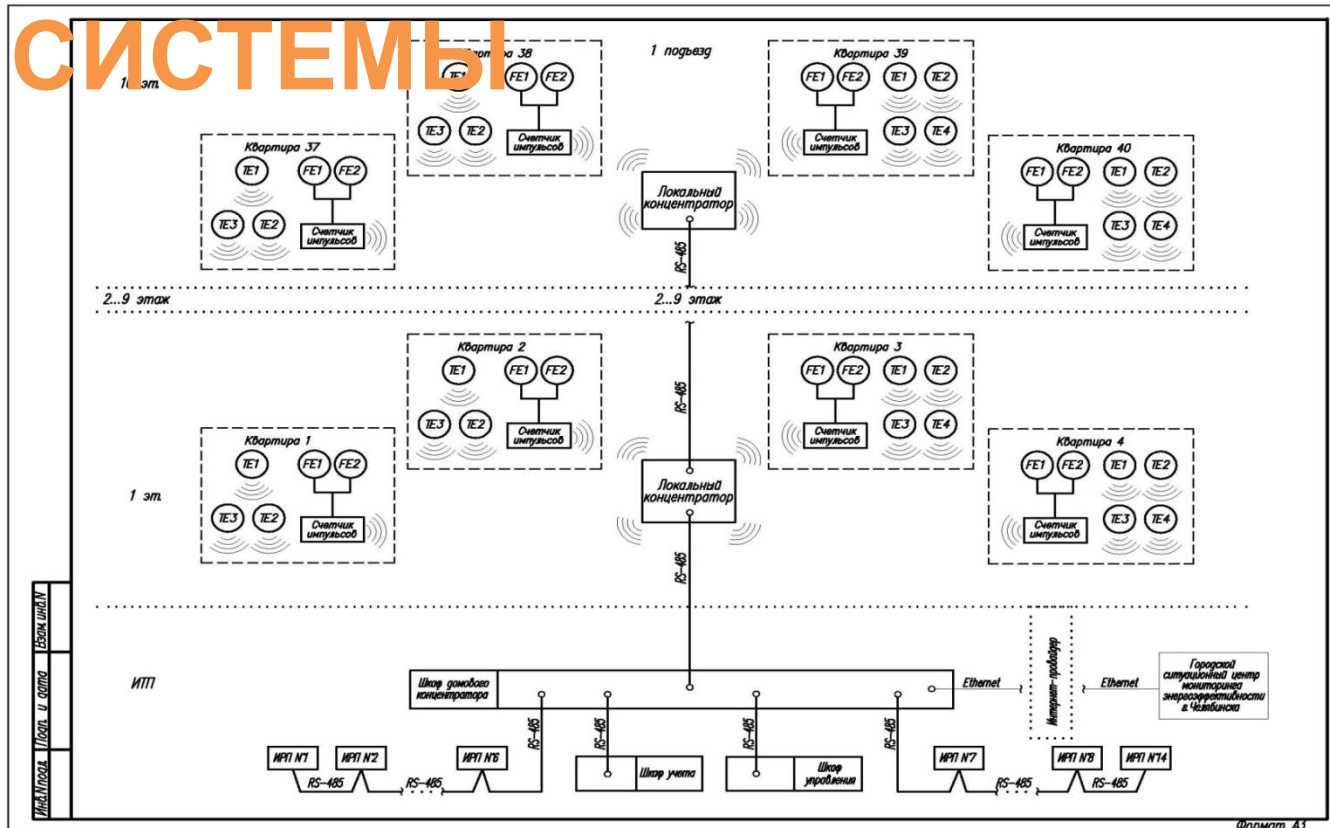 СИСТЕМЫ
1 подъезд
Квартира 38
TE1
FE1
FE2
TE3
TE2
Счетчик
импульсов
Квартира 39
FE1
FE2
TE1
TE2
Счетчик
импульсов
TE3
TE4
Квартира 37
TE1
FE1
FE2
TE3
TE2
Счетчик
импульсов
Локальный
концентратор
RS-485
Квартира 40
FE1
FE2
TE1
TE2
Счетчик
импульсов
TE3
TE4
2...9 этаж
2...9 этаж
RS-485
Квартира 2
TE1
FE1
FE2
TE3
TE2
Счетчик
импульсов
Квартира 3
FE1
FE2
TE1
TE2
Счетчик
импульсов
TE3
TE4
1 эт.
Квартира 1
TE1
FE1
FE2
TE3
TE2
Счетчик
импульсов
Локальный
концентратор
RS-485
Квартира 4
FE1
FE2
TE1
TE2
Счетчик
импульсов
TE3
TE4
ИТП
Шкаф домового
концентратора
Ethernet
Интернет-провайдер
Ethernet
Городской
ситуационный центр
мониторинга
энергоэффективности
г. Челябинска
RS-485
RS-485
RS-485
RS-485
ИРП №1
ИРП №2
ИРП №6
RS-485
RS-485
Шкаф учета
Шкаф
управления
ИРП №7
ИРП №8
ИРП №14
RS-485
RS-485
Взам. инв. N
Подп. и дата
Инв. N подл.
Формат А3